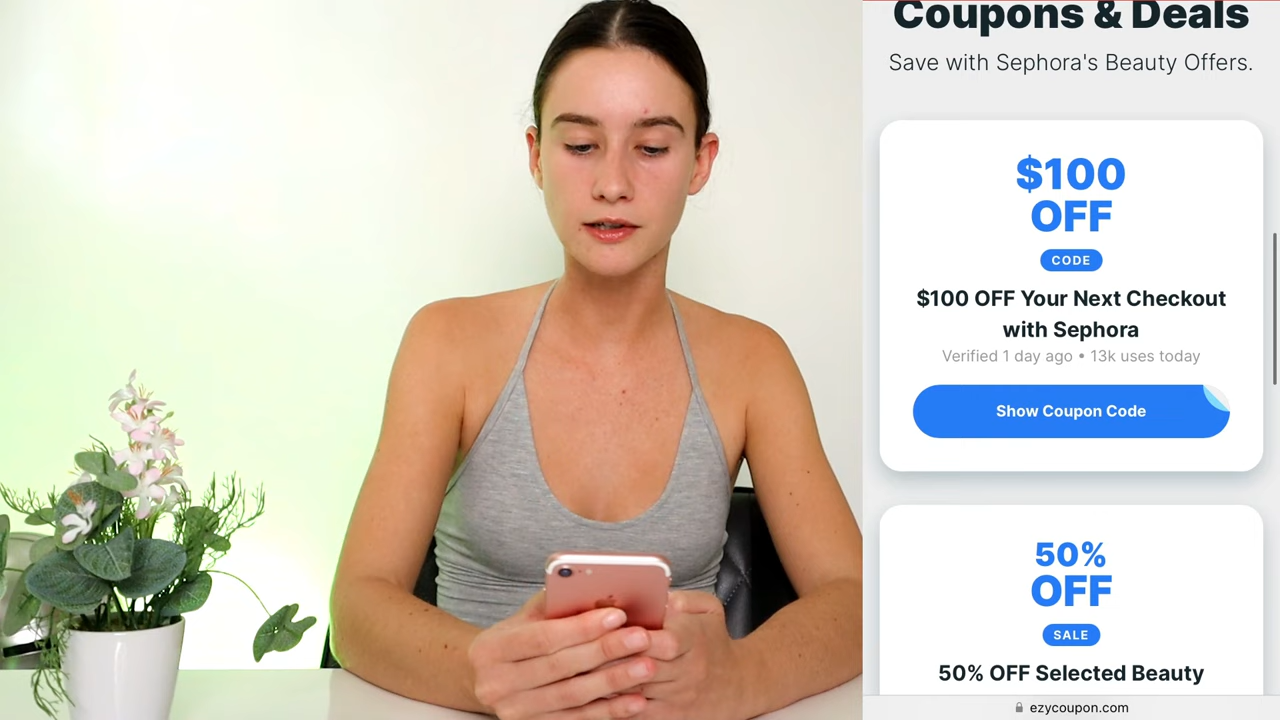 Coupons & Deals
Save with Sephora's Beauty Offers.
$100
OFF
CODE
$100 OFF Your Next Checkout
with Sephora
Verified 1 day ago • 13k uses today
Show Coupon Code
50%
OFF
SALE
50% OFF Selected Beauty
ezycoupon.com